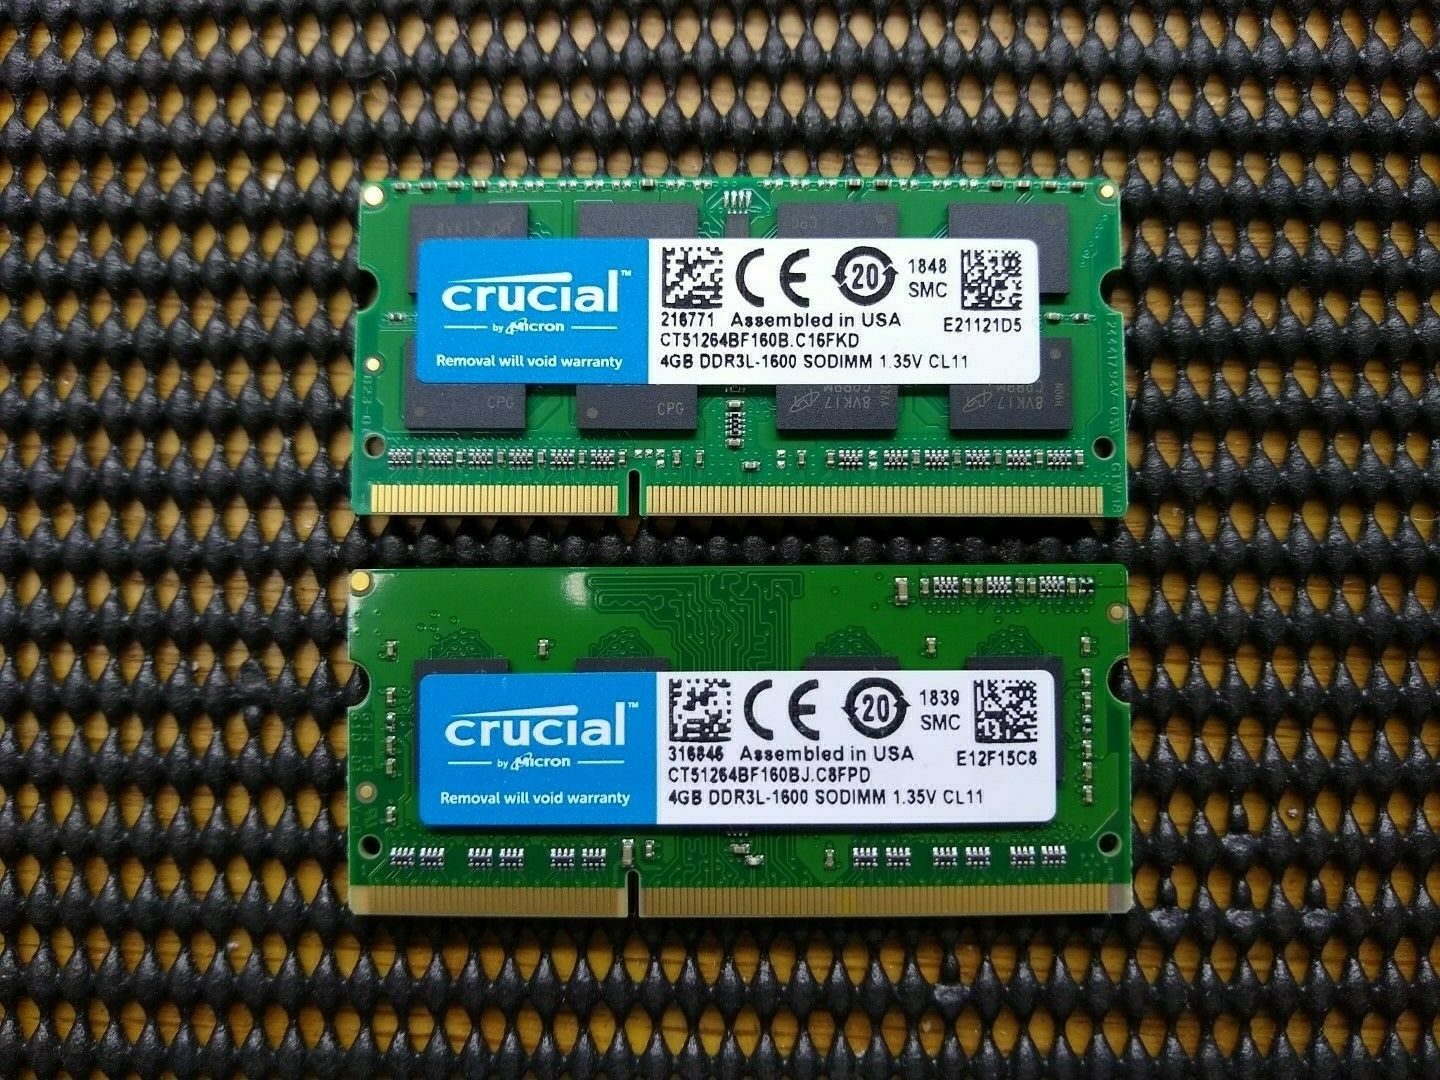 crucial™
by Micron
Removal will void warranty
CE
20
1848
SMC
216771 Assembled in USA
E21121D5
CT51264BF160B.C16FKD
4GB DDR3L-1600 SODIMM 1.35V CL11
CPG
CPG
8VK17
8VK17
crucial™
by Micron
Removal will void warranty
CE
20
1839
SMC
316846 Assembled in USA
E12F15C8
CT51264BF160BJ.C8FPD
4GB DDR3L-1600 SODIMM 1.35V CL11